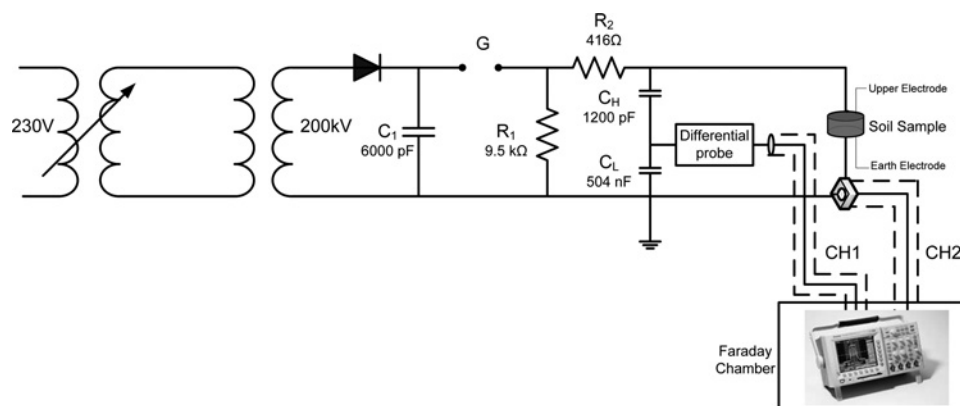 230V
200kV
C1
6000 pF
G
R1
9.5 kΩ
R2
416Ω
CH
1200 pF
CL
504 nF
Differential
probe
Upper Electrode
Soil Sample
Earth Electrode
CH1
CH2
Faraday
Chamber